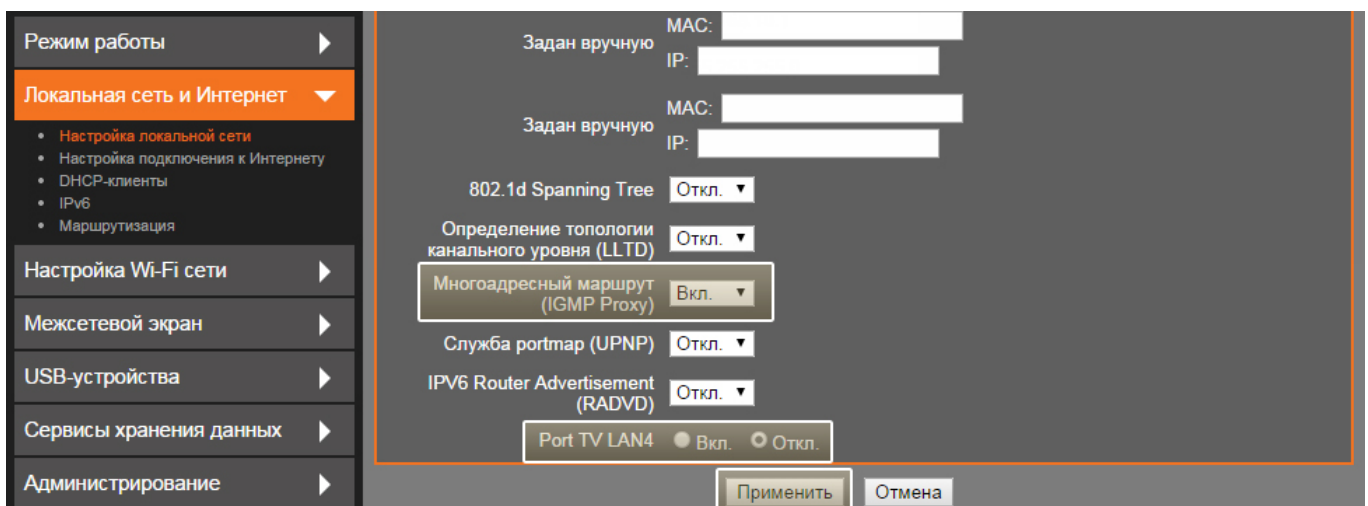 Режим работы
Локальная сеть и Интернет
Настройка локальной сети
Настройка подключения к Интернету
DHCP-клиенты
IPv6
Маршрутизация
Настройка Wi-Fi сети
Межсетевой экран
USB-устройства
Сервисы хранения данных
Администрирование
Задан вручную
MAC:
IP:
Задан вручную
MAC:
IP:
802.1d Spanning Tree Откл.
Определение топологии
канального уровня (LLTD) Откл.
Многоадресный маршрут
(IGMP Proxy) Вкл.
Служба portmap (UPNP) Откл.
IPV6 Router Advertisement
(RADVD) Откл.
Port TV LAN4 Вкл. Откл.
Применить Отмена